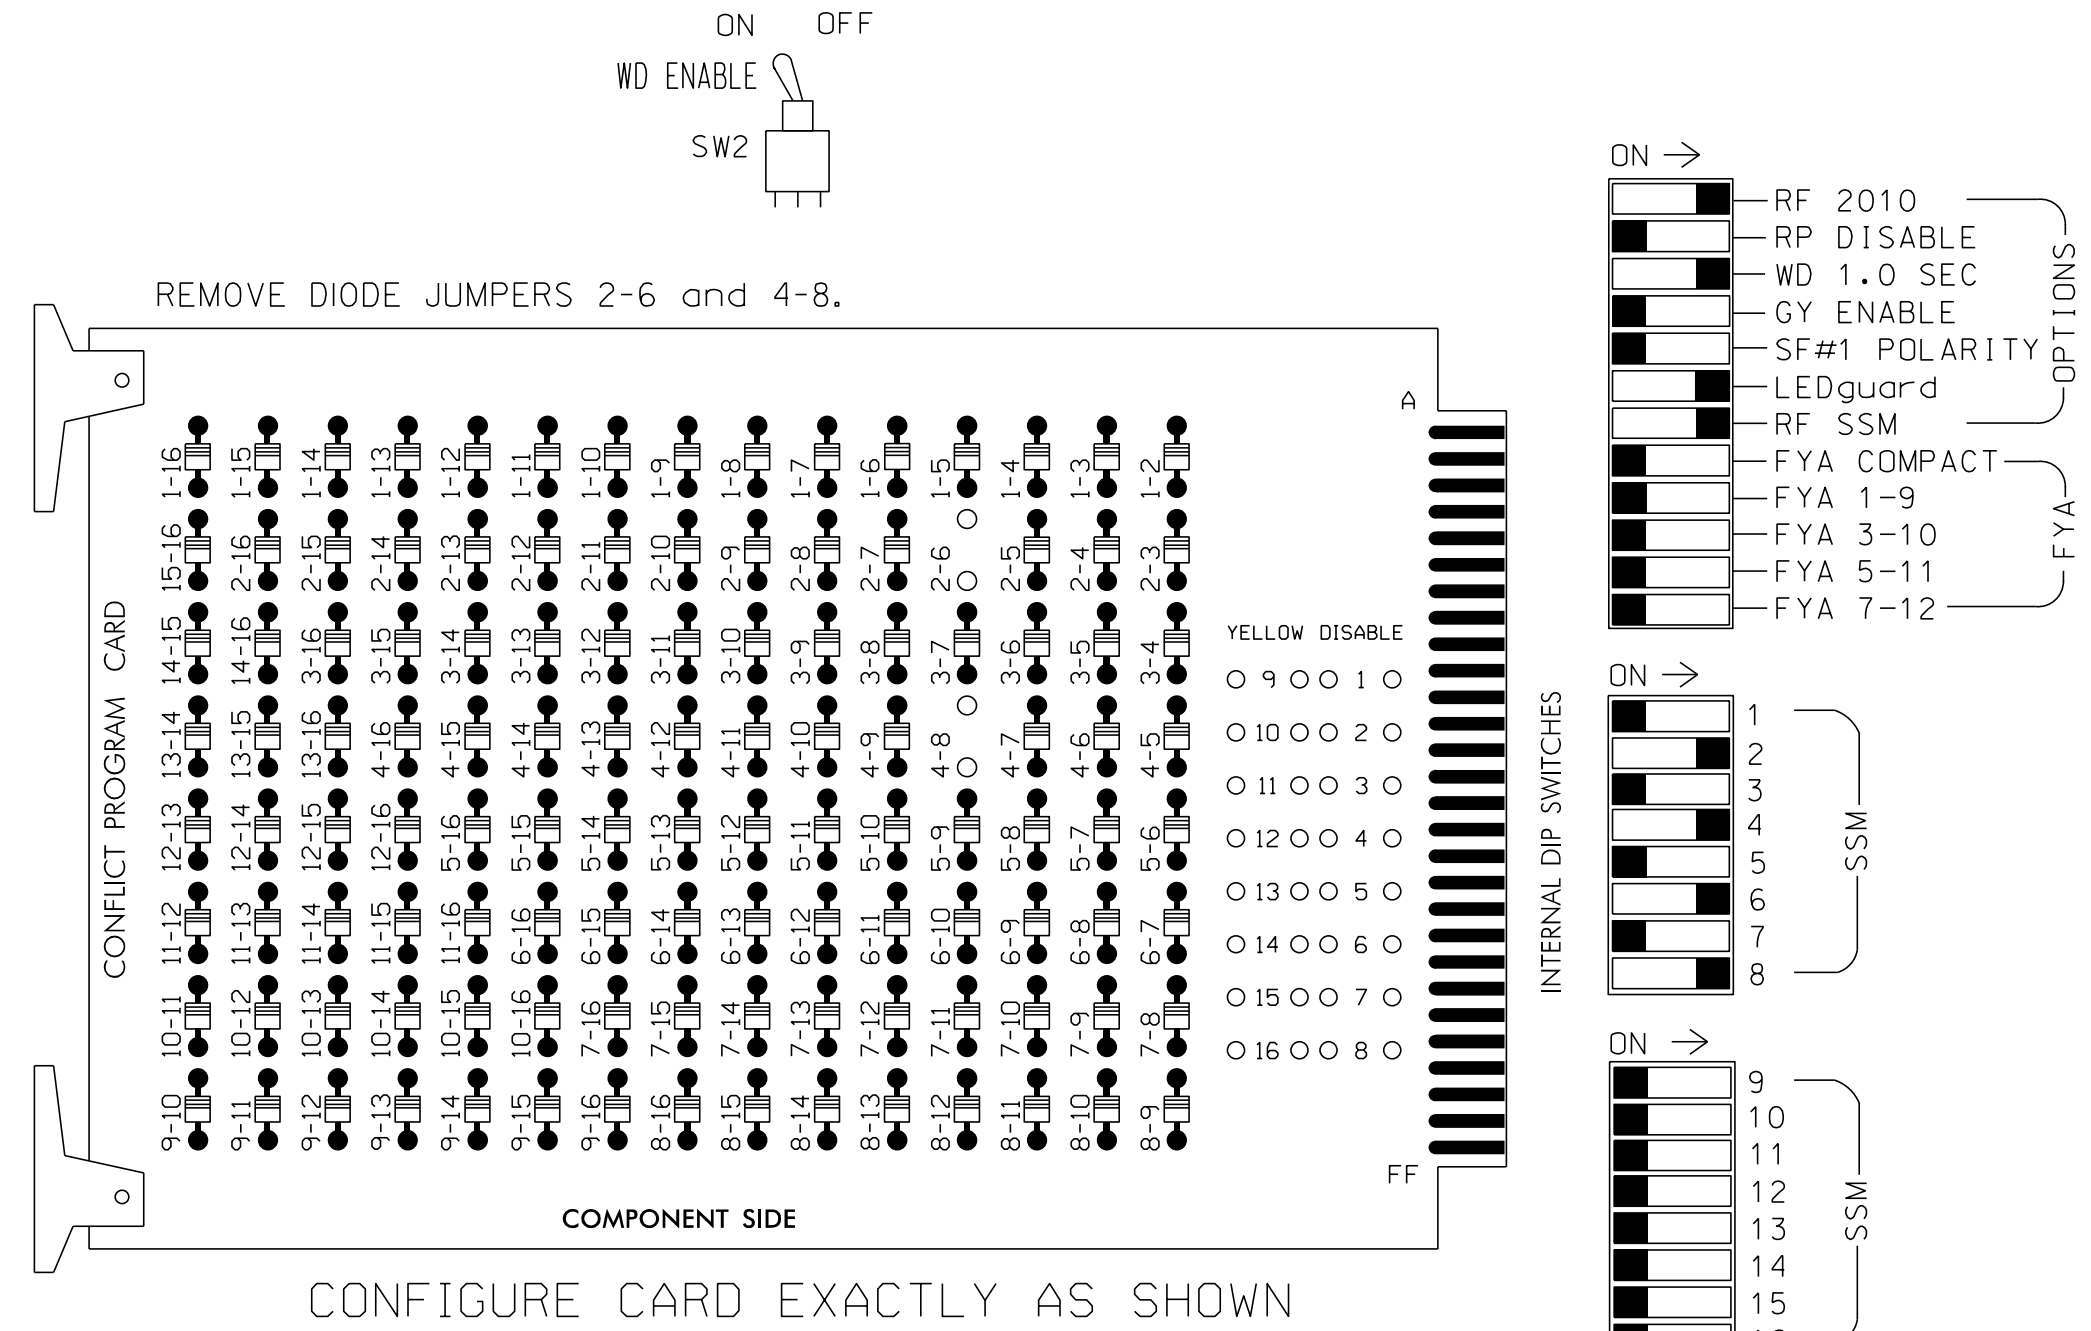 ON OFF
WD ENABLE
SW2
REMOVE DIODE JUMPERS 2-6 and 4-8.
CONFLICT PROGRAM CARD
1-16 1-15 1-14 1-13 1-12 1-11 1-10 1-9 1-8 1-7 1-6 1-5 1-4 1-3 1-2
15-16 2-16 2-15 2-14 2-13 2-12 2-11 2-10 2-9 2-8 2-7 2-6 2-5 2-4 2-3
14-15 14-16 3-16 3-15 3-14 3-13 3-12 3-11 3-10 3-9 3-8 3-7 3-6 3-5 3-4
13-14 13-15 13-16 4-16 4-15 4-14 4-13 4-12 4-11 4-10 4-9 4-8 4-7 4-6 4-5
12-13 12-14 12-15 12-16 5-16 5-15 5-14 5-13 5-12 5-11 5-10 5-9 5-8 5-7 5-6
11-12 11-13 11-14 11-15 11-16 6-16 6-15 6-14 6-13 6-12 6-11 6-10 6-9 6-8 6-7
10-11 10-12 10-13 10-14 10-15 10-16 7-16 7-15 7-14 7-13 7-12 7-11 7-10 7-9 7-8
9-10 9-11 9-12 9-13 9-14 9-15 9-16 8-16 8-15 8-14 8-13 8-12 8-11 8-10 8-9
A
YELLOW DISABLE
9 1
10 2
11 3
12 4
13 5
14 6
15 7
16 8
FF
COMPONENT SIDE
CONFIGURE CARD EXACTLY AS SHOWN
INTERNAL DIP SWITCHES
ON
RF 2010
RP DISABLE
WD 1.0 SEC
GY ENABLE
SF#1 POLARITY
LEDguard
RF SSM
OPTIONS
FYA COMPACT
FYA 1-9
FYA 3-10
FYA 5-11
FYA 7-12
FYA
ON
1
2
3
4
5
6
7
8
SSM
ON
9
10
11
12
13
14
15
SSM